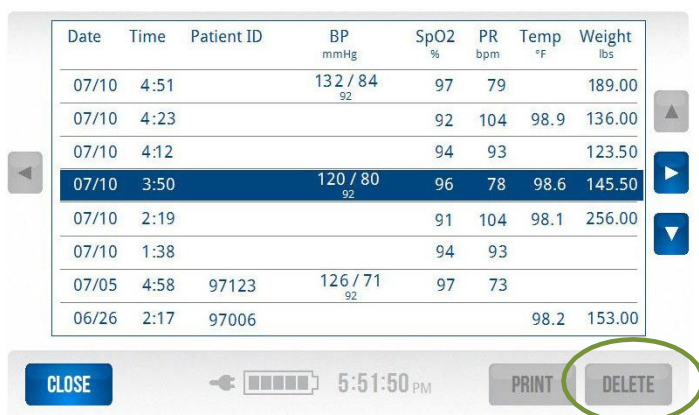 Date Time Patient ID BP SpO2 PR Temp Weight
mmHg % bpm °F lbs
07/10 4:51 132 / 84 97 79 189.00
92
07/10 4:23 92 104 98.9 136.00
07/10 4:12 94 93 123.50
07/10 3:50 120 / 80 96 78 98.6 145.50
92
07/10 2:19 91 104 98.1 256.00
07/10 1:38 94 93
07/05 4:58 97123 126 / 71 97 73
92
06/26 2:17 97006 98.2 153.00
CLOSE 5:51:50 PM PRINT DELETE